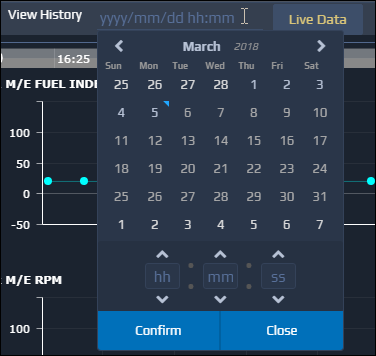 View History yyyy/mm/dd hh:mm Live Data
16:25
March 2018
Sun Mon Tue Wed Thu Fri Sat
25 26 27 28 1 2 3
4 5 6 7 8 9 10
11 12 13 14 15 16 17
18 19 20 21 22 23 24
25 26 27 28 29 30 31
1 2 3 4 5 6 7
hh : mm : ss
Confirm Close
M/E FUEL INDE
150
100
50
0
-50
M/E RPM
100